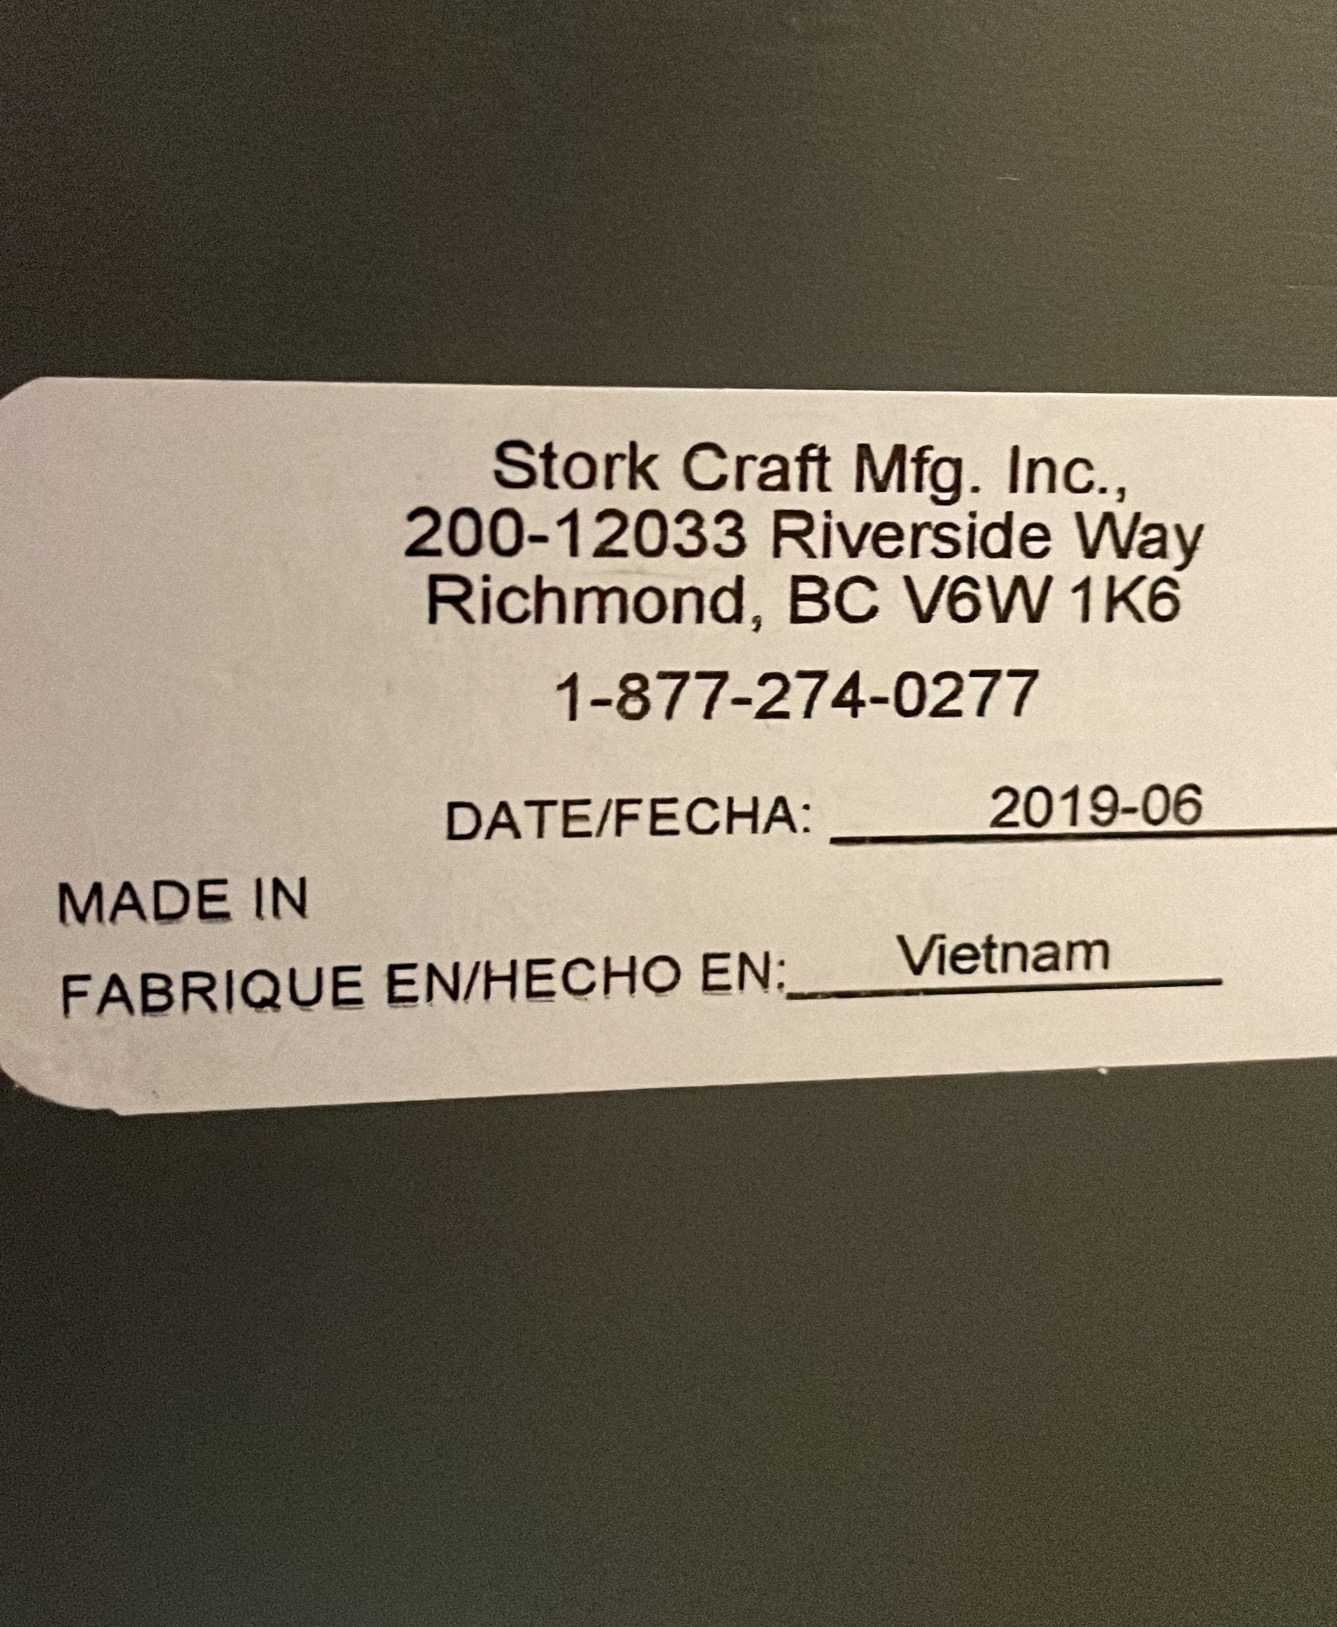 Stork Craft Mfg. Inc.,
200-12033 Riverside Way
Richmond, BC V6W 1K6
1-877-274-0277
DATE/FECHA: 2019-06
MADE IN
FABRIQUE EN/HECHO EN: Vietnam